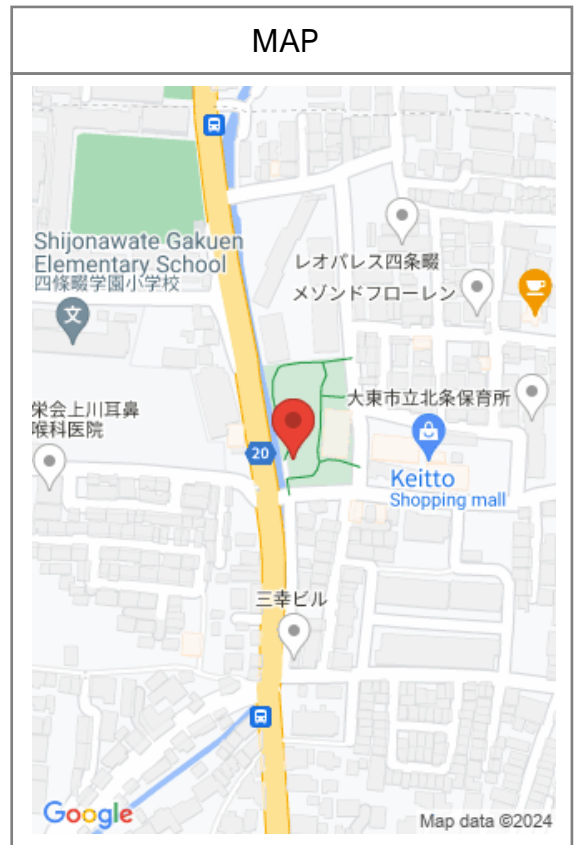 MAP
Shijonawate Gakuen
Elementary School
四條畷学園小学校
文
レオパレス四条畷
メゾンドフローレン
大東市立北条保育所
栄会上川耳鼻
喉科医院
20
Keitto
Shopping mall
三幸ビル
Google
Map data ©2024